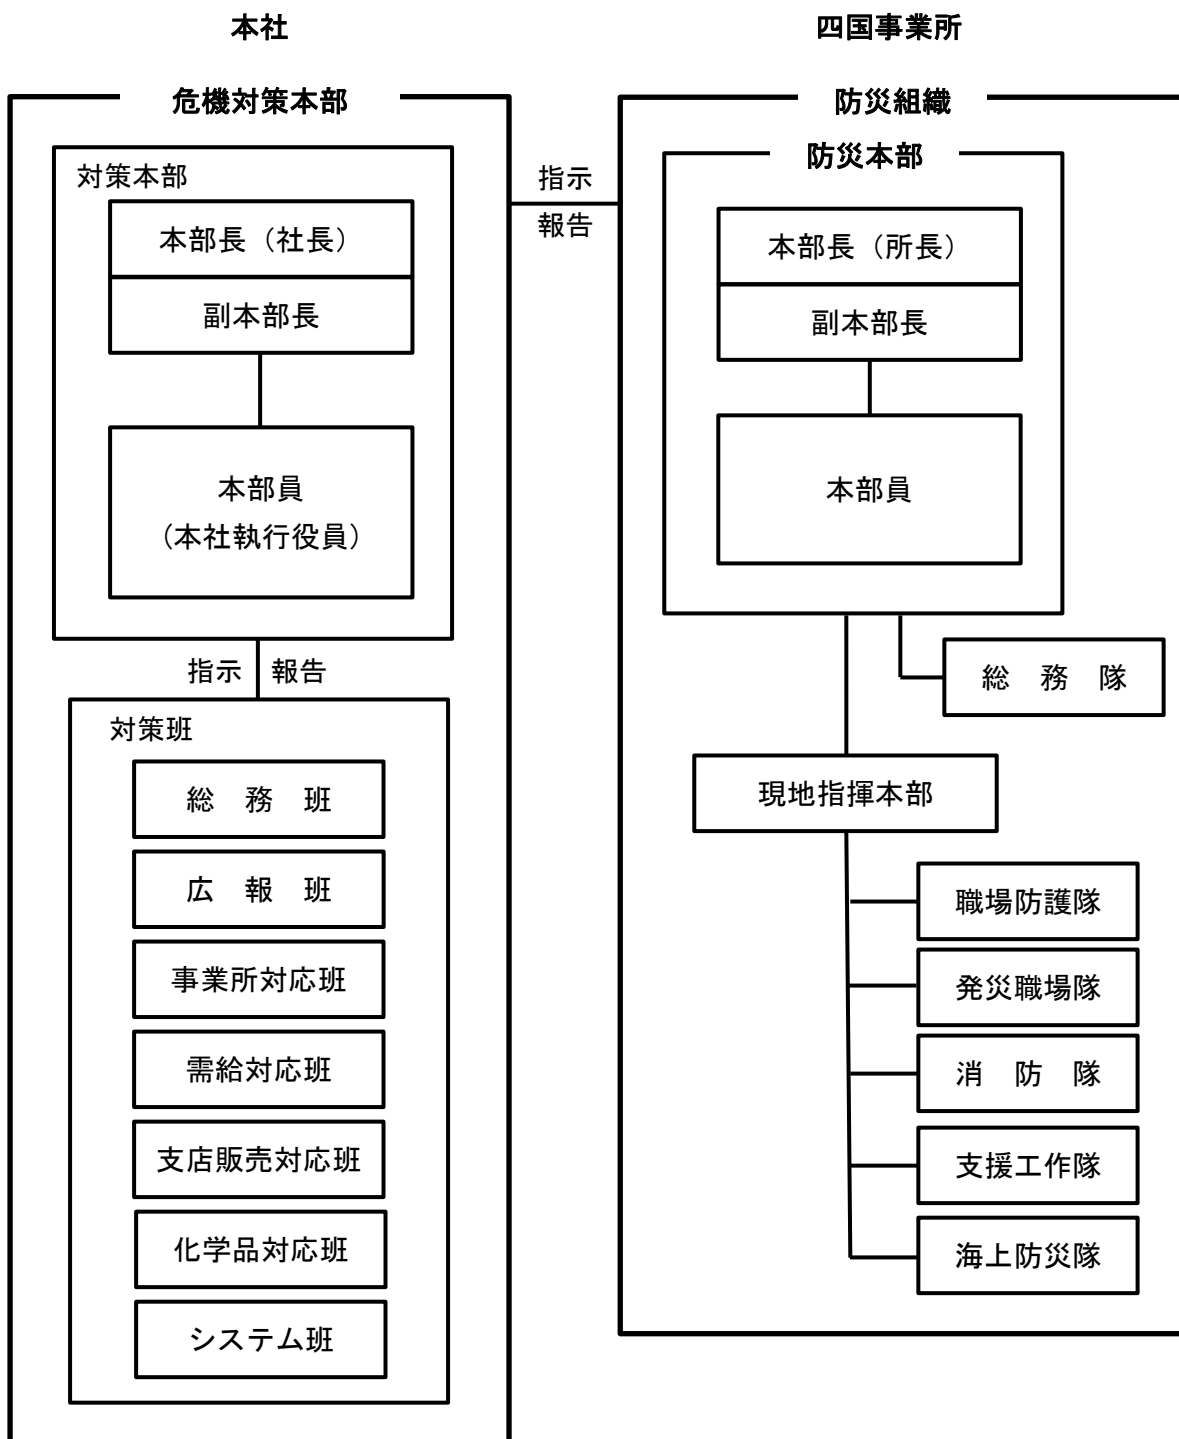 本社
危機対策本部
対策本部
本部長（社長）
副本部長
本部員
（本社執行役員）
指示 報告
対策班
総　務　班
広　報　班
事業所対応班
需給対応班
支店販売対応班
化学品対応班
システム班
指示
報告
四国事業所
防災組織
防災本部
本部長（所長）
副本部長
本部員
総　務　隊
現地指揮本部
職場防護隊
発災職場隊
消　防　隊
支援工作隊
海上防災隊